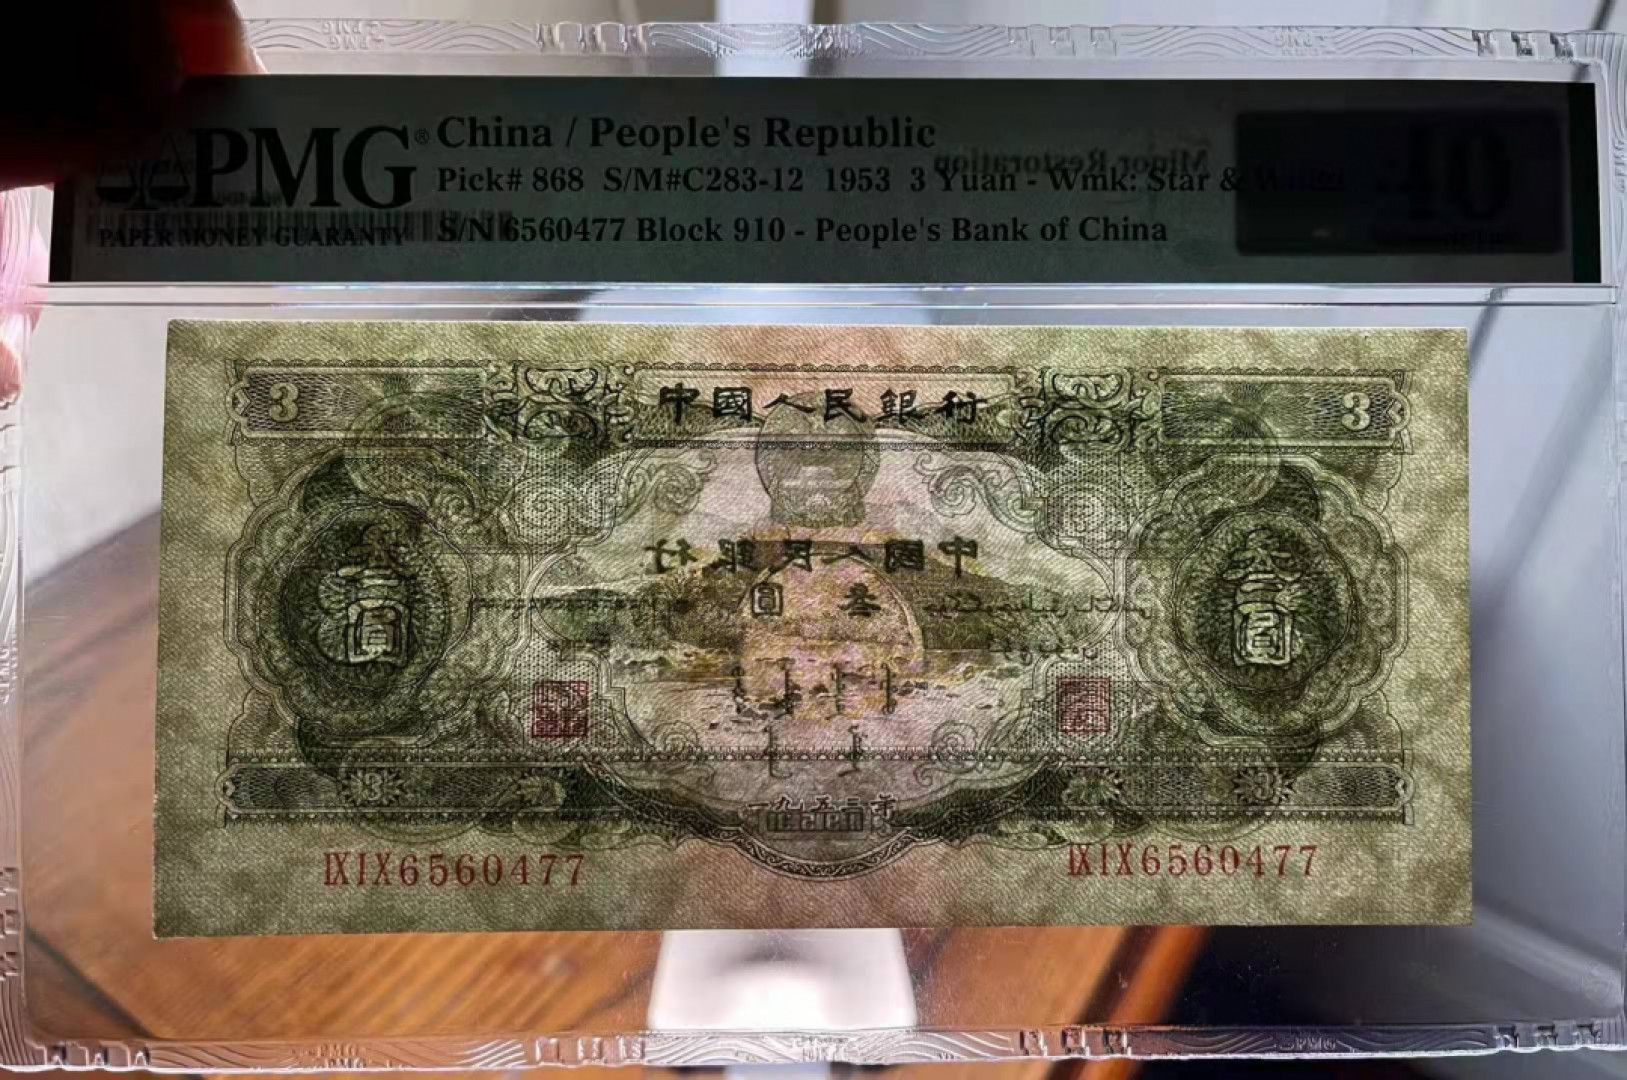 PMG® China / People's Republic
Pick# 868 S/M#C283-12 1953 3 Yuan - Wmk: Star &
PAPER MONEY GUARANTY S/N 6560477 Block 910 - People's Bank of China
Minor Restoration
40
3 中國人民銀行 3
中國人民銀行
叁圓 叁圓 叁圓
3 一九五三年 3
IXIX6560477 IXIX6560477